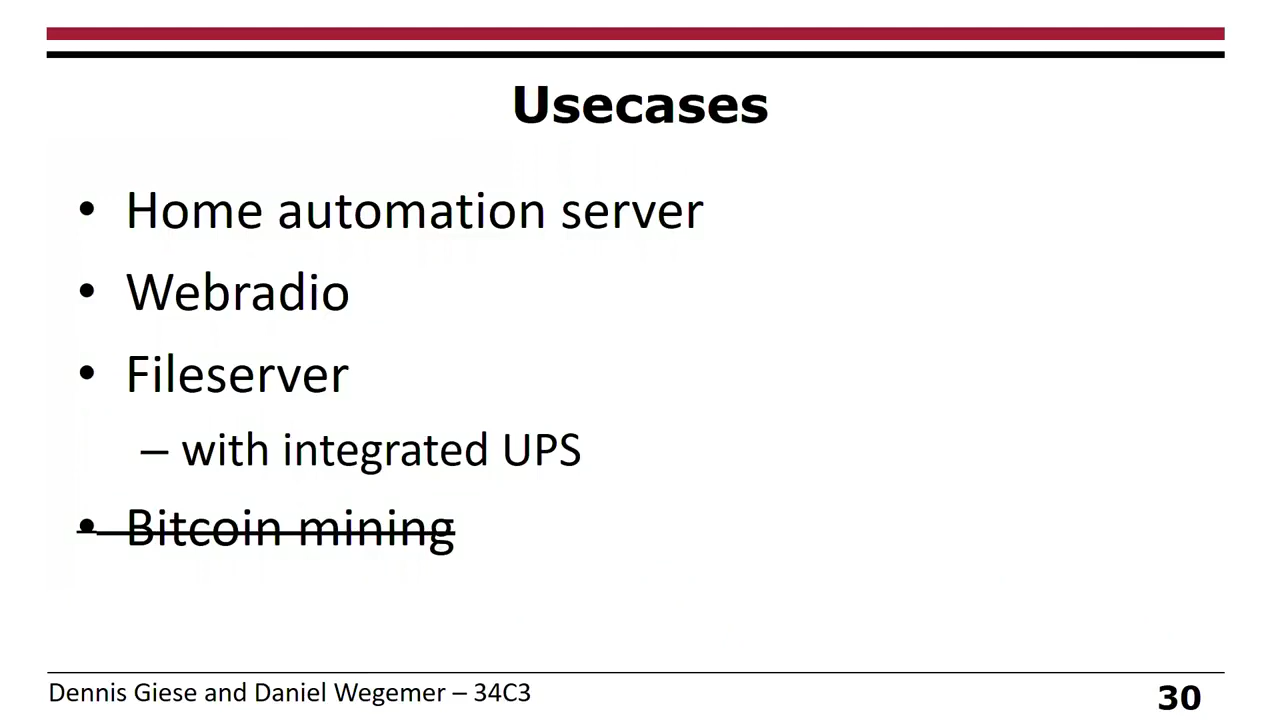 Usecases
• Home automation server
• Webradio
• Fileserver
– with integrated UPS
• Bitcoin mining
Dennis Giese and Daniel Wegemer – 34C3
30